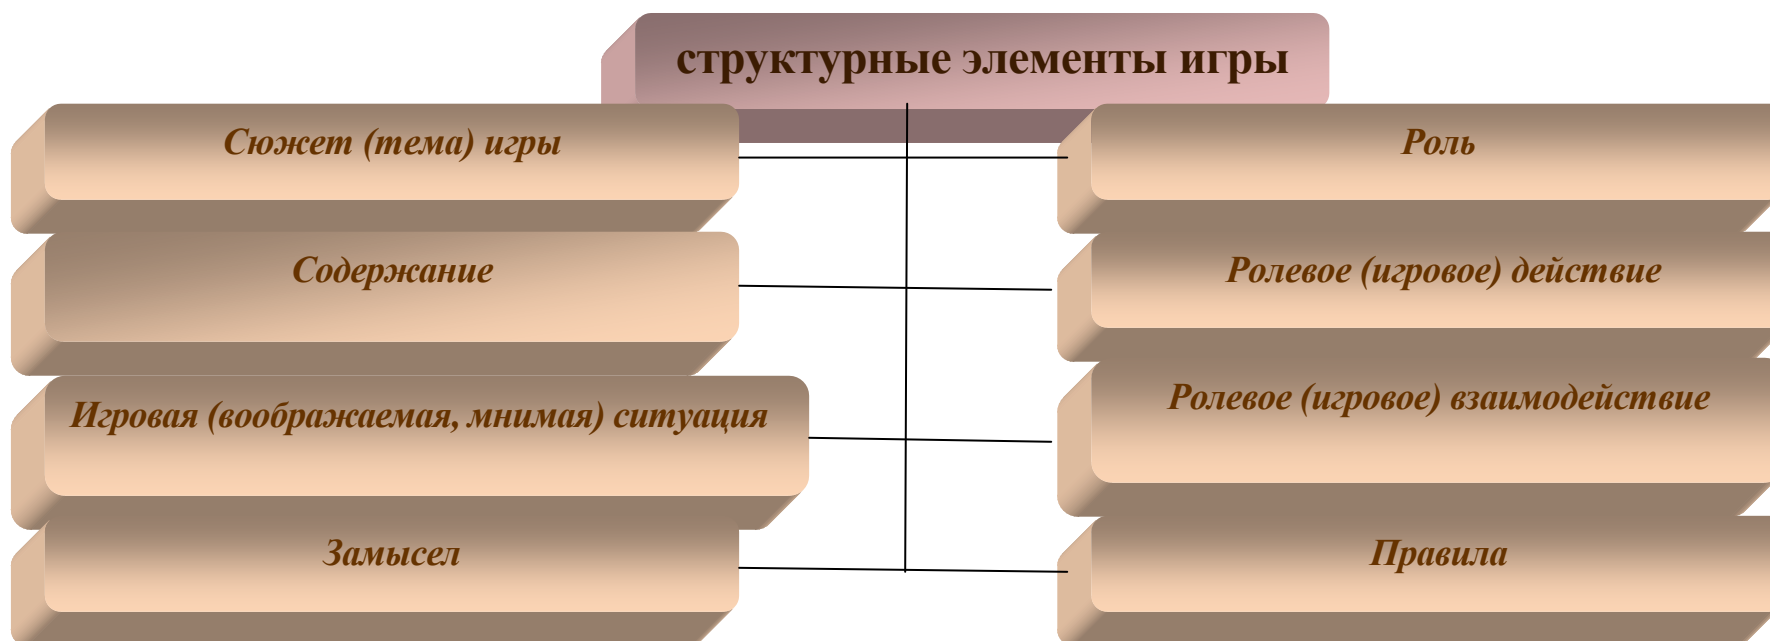 структурные элементы игры
Сюжет (тема) игры
Роль
Содержание
Ролевое (игровое) действие
Игровая (воображаемая, мнимая) ситуация
Ролевое (игровое) взаимодействие
Замысел
Правила